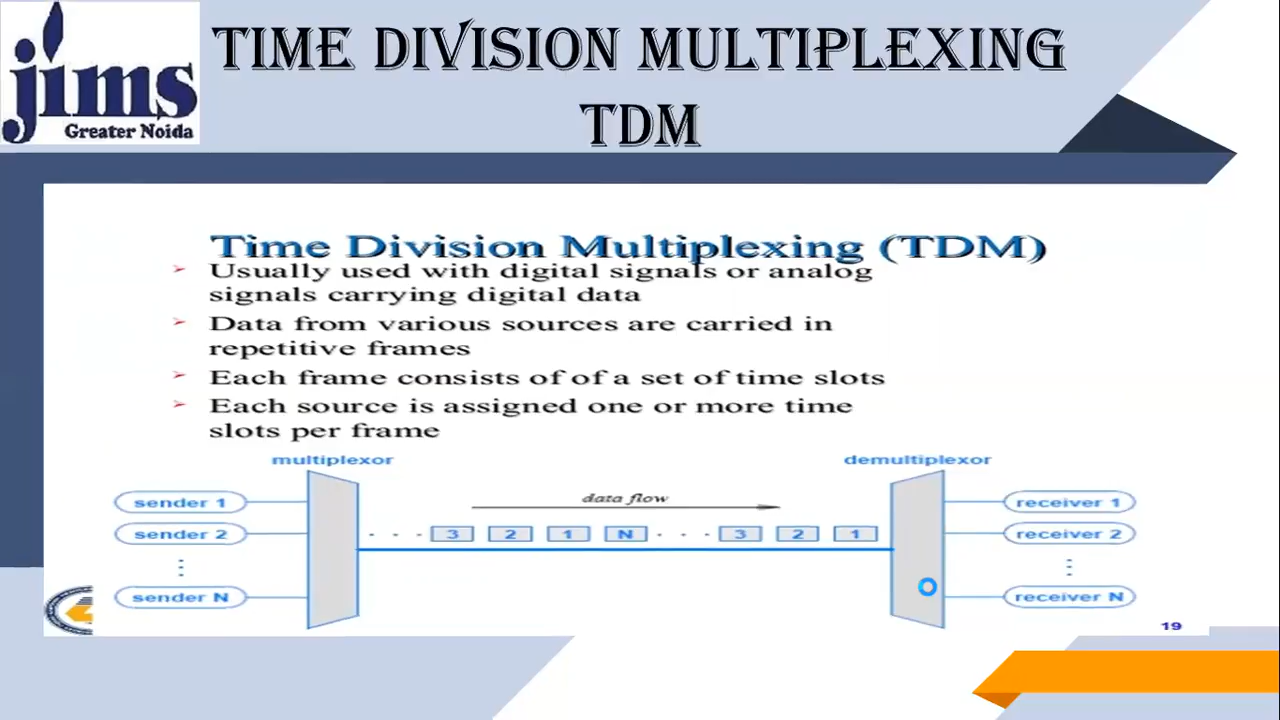 jims
Greater Noida
TIME DIVISION MULTIPLEXING
TDM
Time Division Multiplexing (TDM)
➢ Usually used with digital signals or analog
signals carrying digital data
➢ Data from various sources are carried in
repetitive frames
➢ Each frame consists of of a set of time slots
➢ Each source is assigned one or more time
slots per frame
multiplexor
demultiplexor
sender 1
sender 2
sender N
data flow
. . . 3 2 1 N . . . 3 2 1
receiver 1
receiver 2
receiver N
19